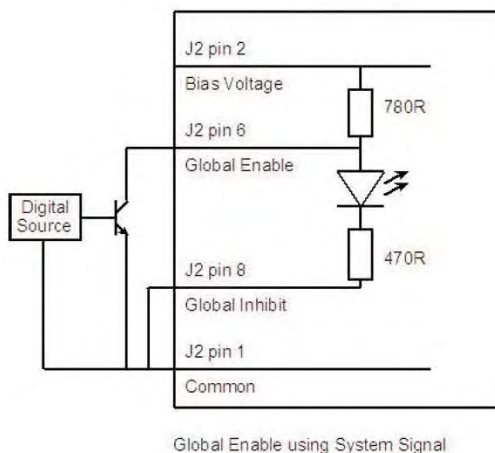 J2 pin 2
Bias Voltage
780R
J2 pin 6
Global Enable
Digital
Source
470R
J2 pin 8
Global Inhibit
J2 pin 1
Common
Global Enable using System Signal